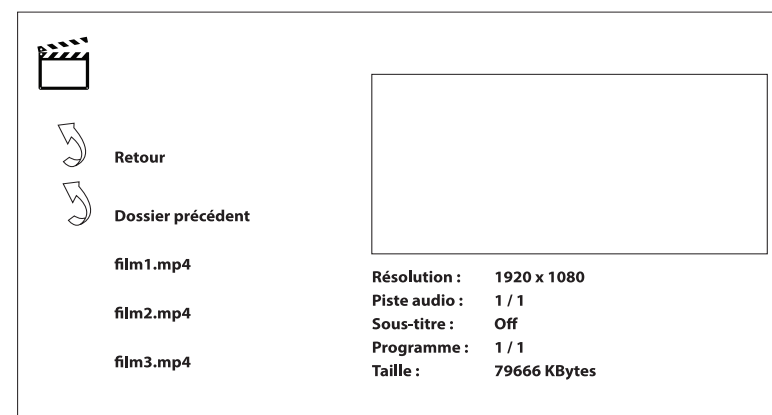 Retour
Dossier précédent
film1.mp4
film2.mp4
film3.mp4
Résolution : 1920 x 1080
Piste audio : 1 / 1
Sous-titre : Off
Programme : 1 / 1
Taille : 79666 KBytes